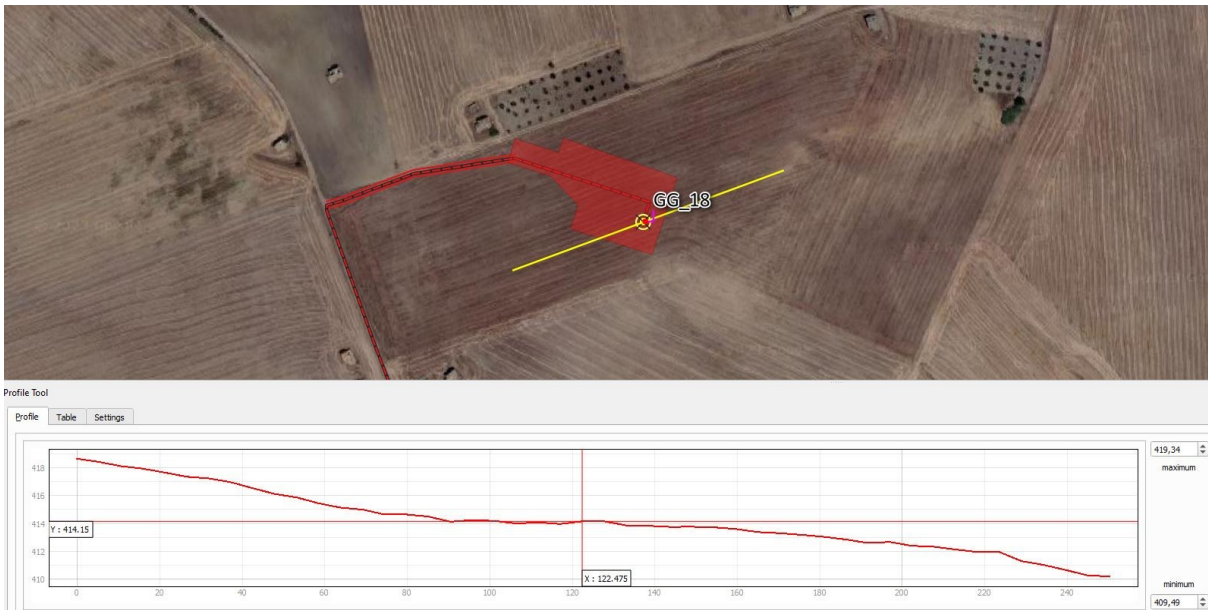 GG_18
Profile Tool
Profile Table Settings
419,34
maximum
418
416
414
412
410
Y : 414.15
X : 122.475
0 20 40 60 80 100 120 140 160 180 200 220 240
minimum
409,49